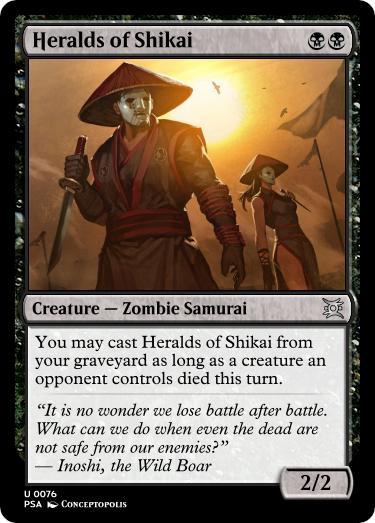 Heralds of Shikai
Creature — Zombie Samurai
You may cast Heralds of Shikai from
your graveyard as long as a creature an
opponent controls died this turn.
“It is no wonder we lose battle after battle.
What can we do when even the dead are
not safe from our enemies?”
— Inoshi, the Wild Boar
2/2
U 0076
PSA Conceptopolis